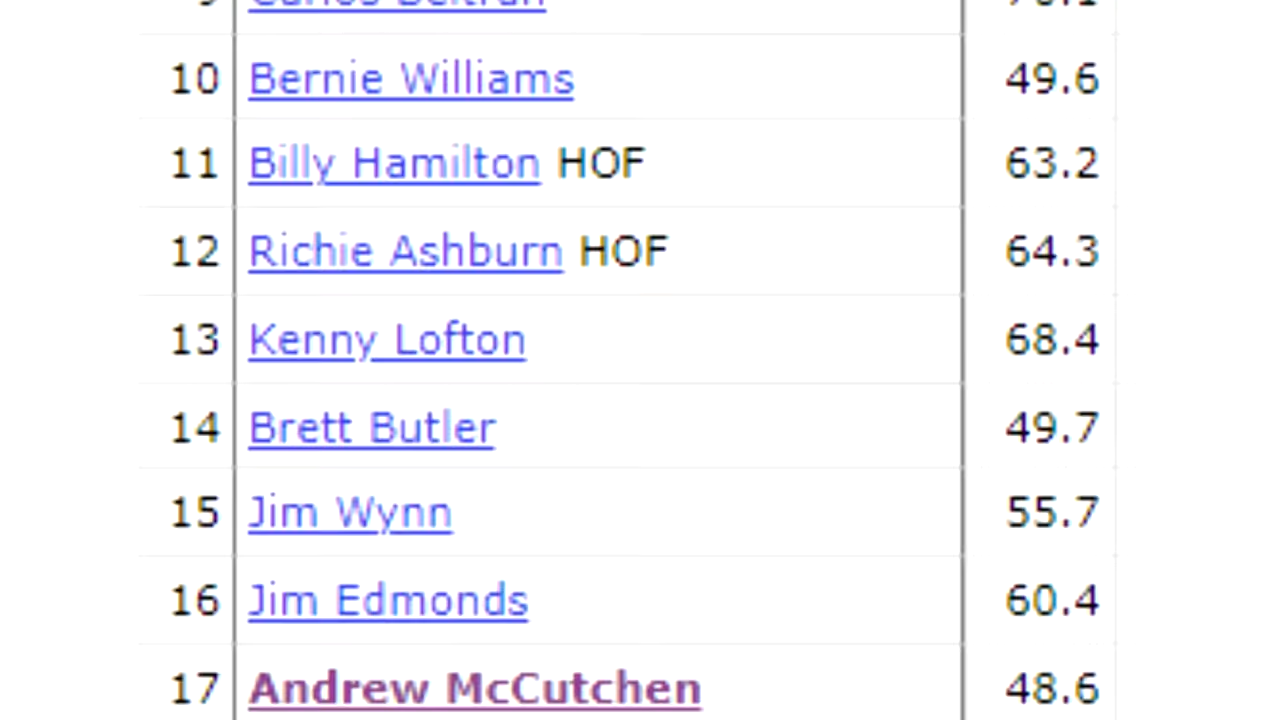 10 Bernie Williams 49.6
11 Billy Hamilton HOF 63.2
12 Richie Ashburn HOF 64.3
13 Kenny Lofton 68.4
14 Brett Butler 49.7
15 Jim Wynn 55.7
16 Jim Edmonds 60.4
17 Andrew McCutchen 48.6